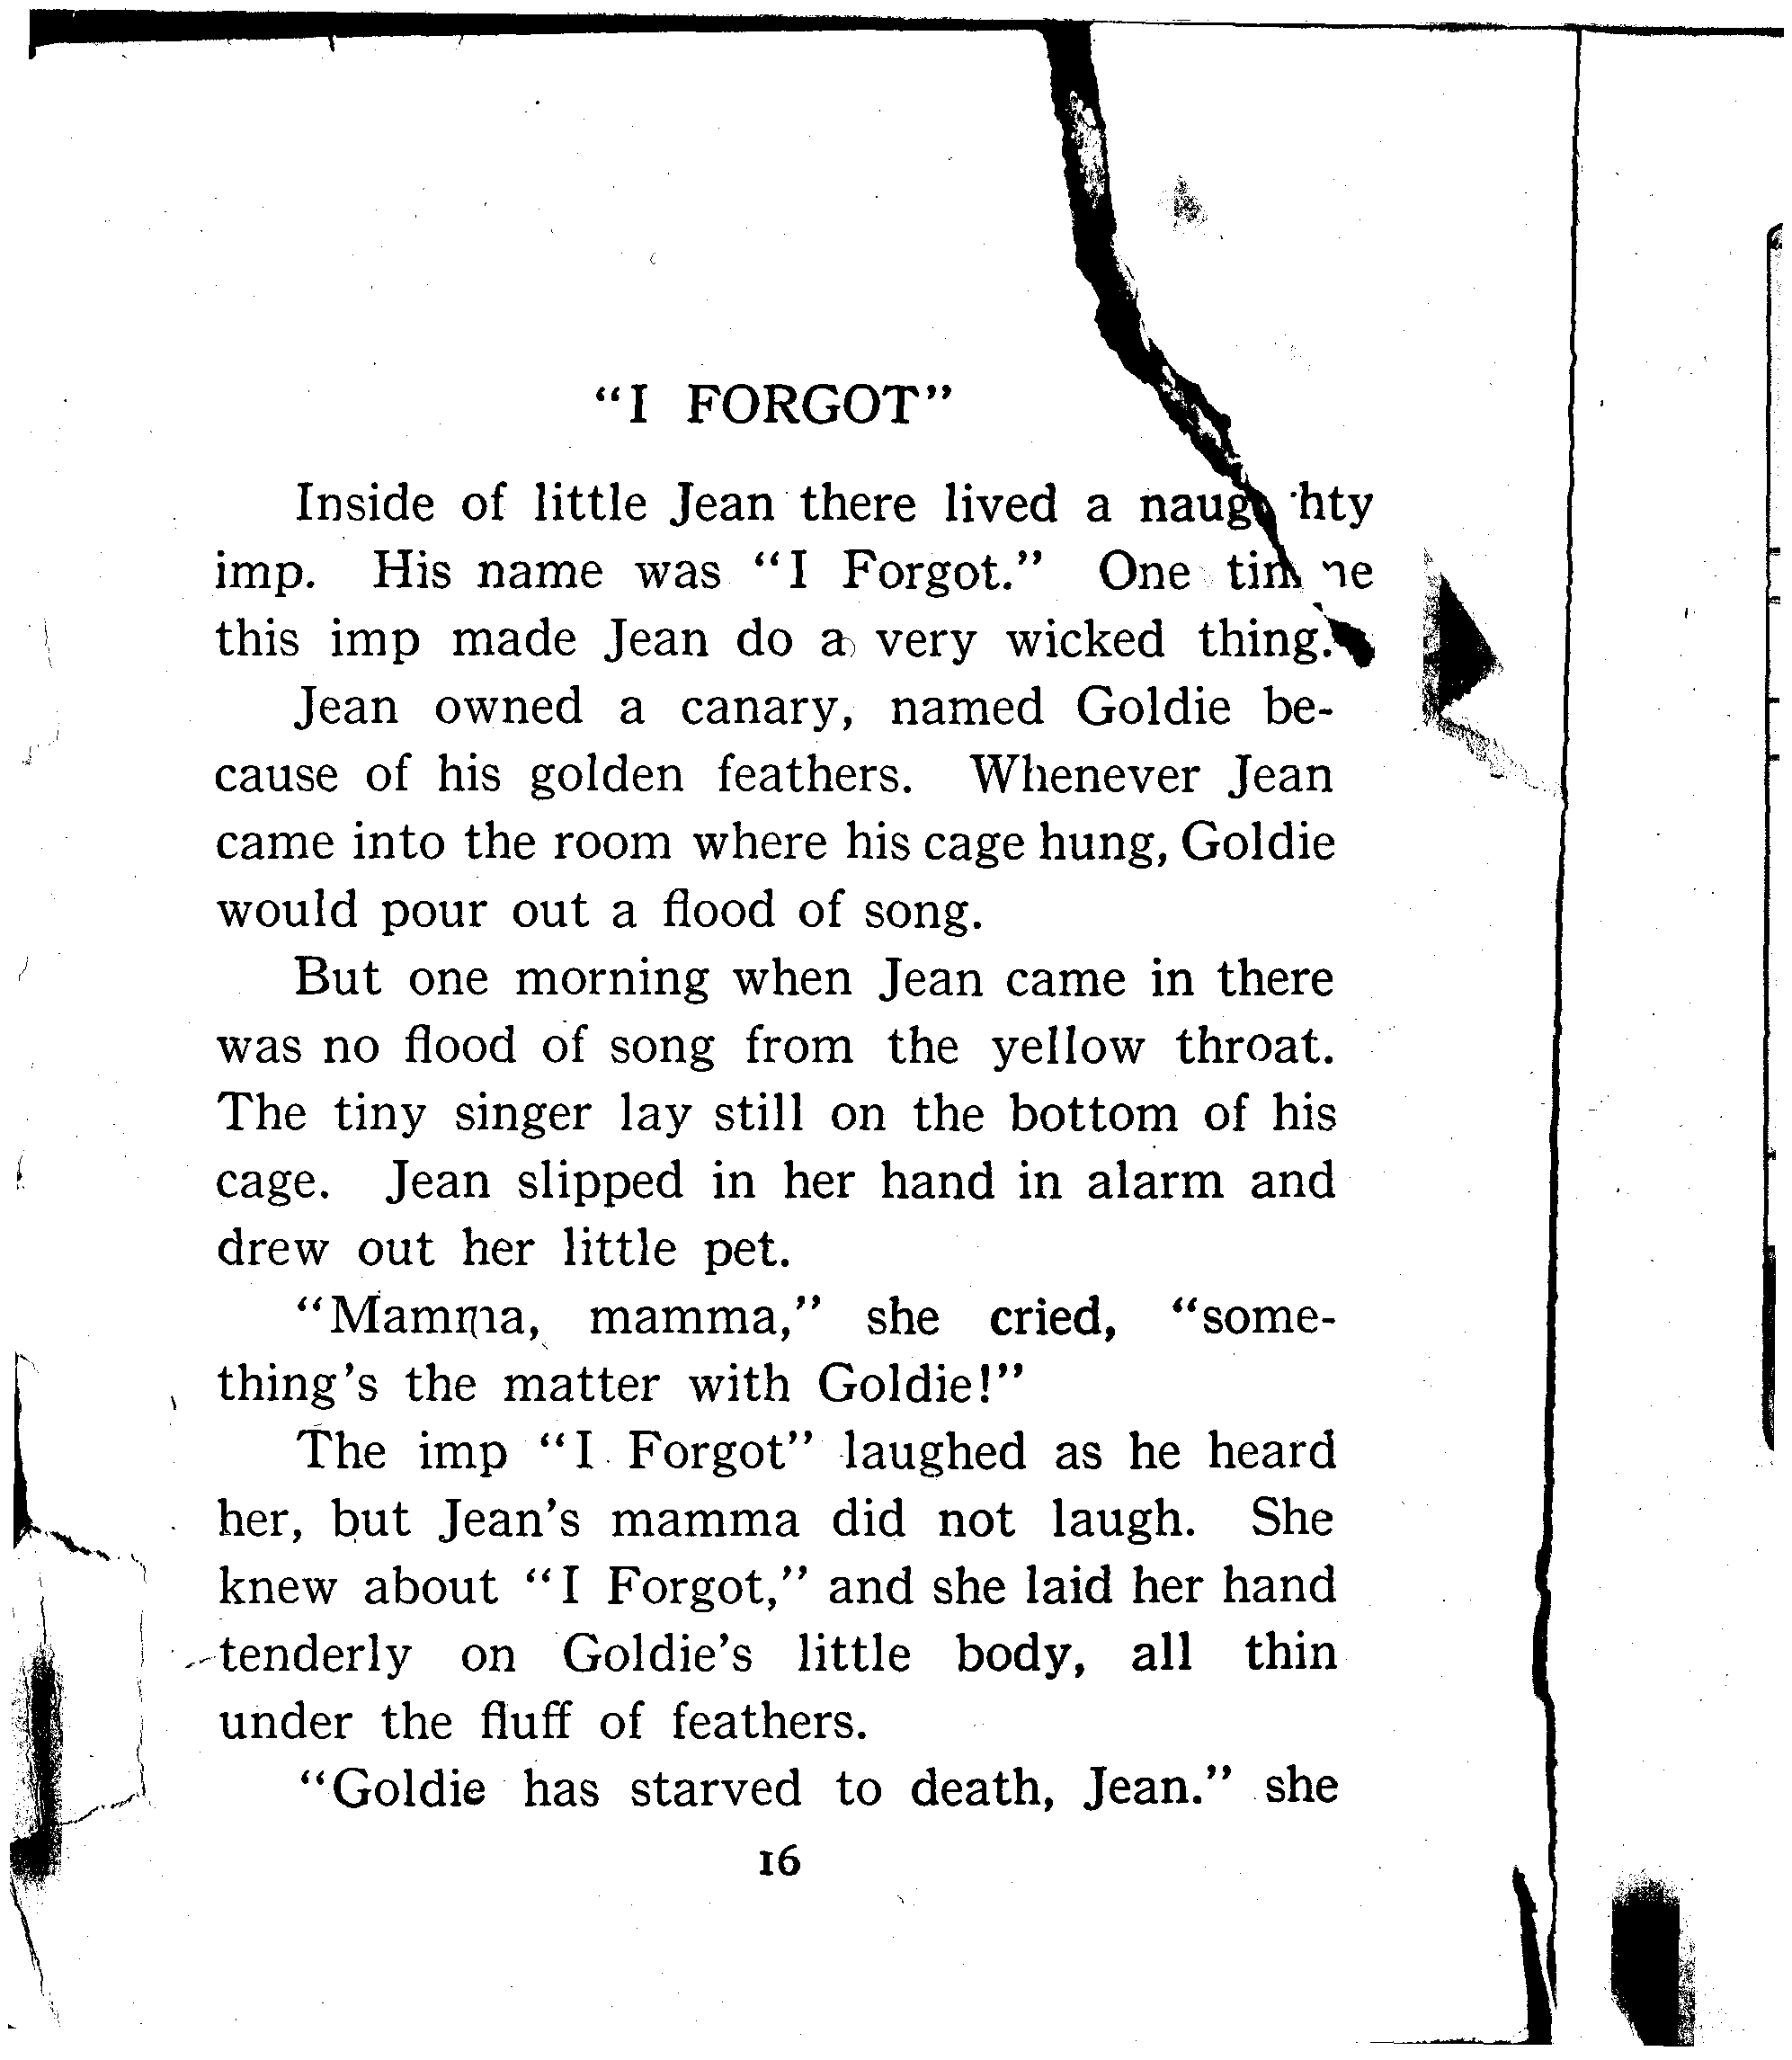 "I FORGOT"
Inside of little Jean there lived a naughty
imp. His name was "I Forgot." One time
this imp made Jean do a very wicked thing.
Jean owned a canary, named Goldie be-
cause of his golden feathers. Whenever Jean
came into the room where his cage hung, Goldie
would pour out a flood of song.
But one morning when Jean came in there
was no flood of song from the yellow throat.
The tiny singer lay still on the bottom of his
cage. Jean slipped in her hand in alarm and
drew out her little pet.
"Mamma, mamma," she cried, "some-
thing's the matter with Goldie!"
The imp "I Forgot" laughed as he heard
her, but Jean's mamma did not laugh. She
knew about "I Forgot," and she laid her hand
tenderly on Goldie's little body, all thin
under the fluff of feathers.
"Goldie has starved to death, Jean." she
16